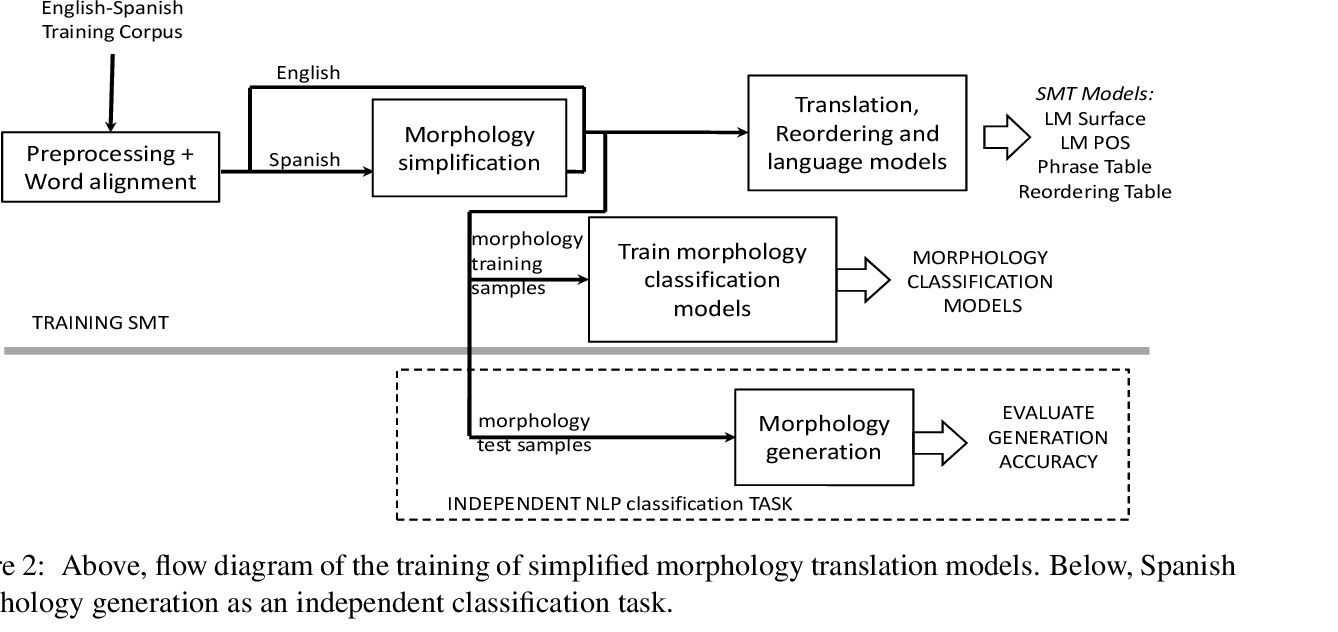 English-Spanish
Training Corpus
English
Preprocessing +
Word alignment
Spanish
Morphology
simplification
Translation,
Reordering and
language models
SMT Models:
LM Surface
LM POS
Phrase Table
Reordering Table
morphology
training
samples
Train morphology
classification
models
MORPHOLOGY
CLASSIFICATION
MODELS
TRAINING SMT
morphology
test samples
Morphology
generation
EVALUATE
GENERATION
ACCURACY
INDEPENDENT NLP classification TASK
re 2: Above, flow diagram of the training of simplified morphology translation models. Below, Spanish
hology generation as an independent classification task.